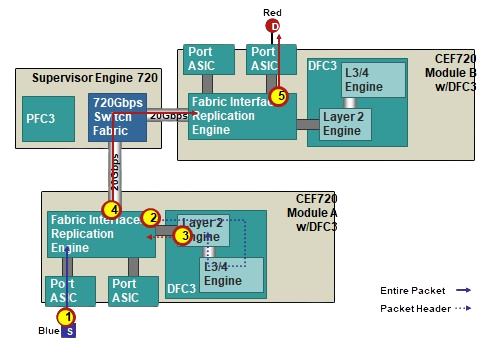 Red
D
Port
ASIC
Port
ASIC
CEF720
Module B
w/DFC3
DFC3
L3/4
Engine
Layer 2
Engine
Fabric Interface
Replication
Engine
5
Supervisor Engine 720
PFC3
720Gbps
Switch
Fabric
20Gbps
20Gbps
CEF720
Module A
w/DFC3
4
2
Fabric Interface
Replication
Engine
3
Layer 2
Engine
L3/4
Engine
DFC3
Port
ASIC
Port
ASIC
1
Blue
S
Entire Packet
Packet Header